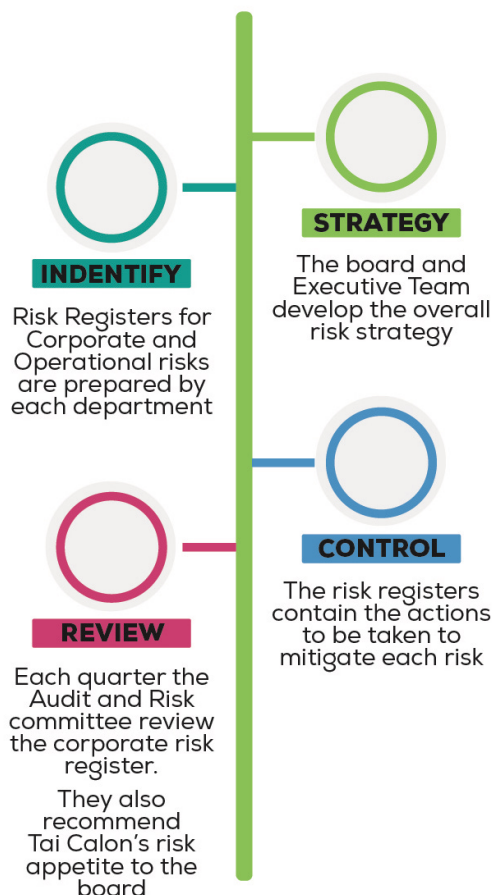 STRATEGY
The board and
Executive Team
develop the overall
risk strategy
INDENTIFY
Risk Registers for
Corporate and
Operational risks
are prepared by
each department
CONTROL
The risk registers
contain the actions
to be taken to
mitigate each risk
REVIEW
Each quarter the
Audit and Risk
committee review
the corporate risk
register.
They also
recommend
Tai Calon's risk
appetite to the
board